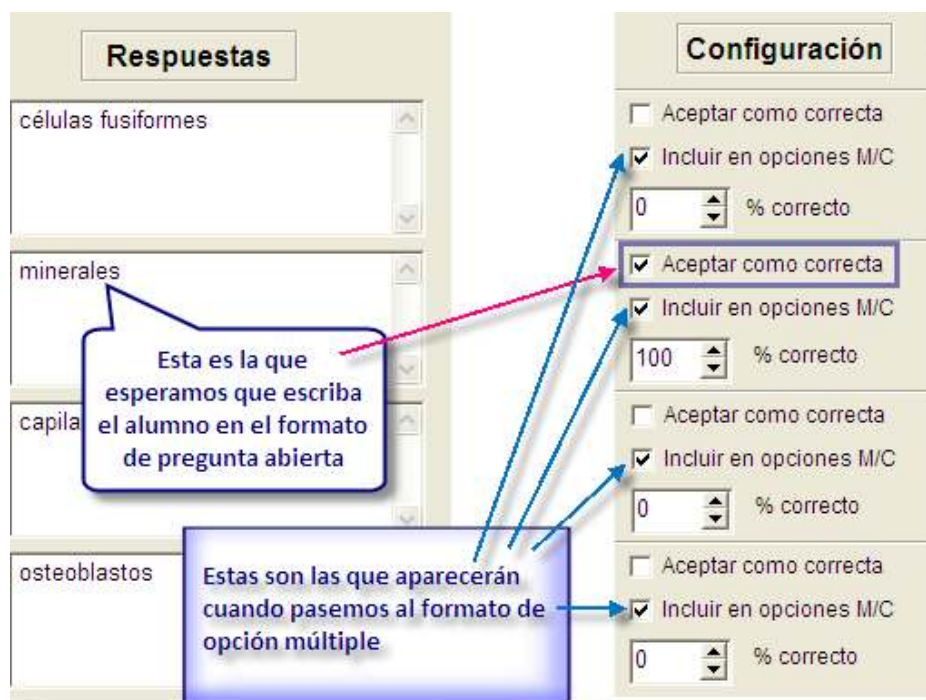 Respuestas
Configuración
células fusiformes
Aceptar como correcta
Incluir en opciones M/C
0 % correcto
minerales
Aceptar como correcta
Incluir en opciones M/C
100 % correcto
Esta es la que
esperamos que escriba
el alumno en el formato
de pregunta abierta
capila
Aceptar como correcta
Incluir en opciones M/C
0 % correcto
osteoblastos
Aceptar como correcta
Incluir en opciones M/C
0 % correcto
Estas son las que aparecerán
cuando pasemos al formato de
opción múltiple